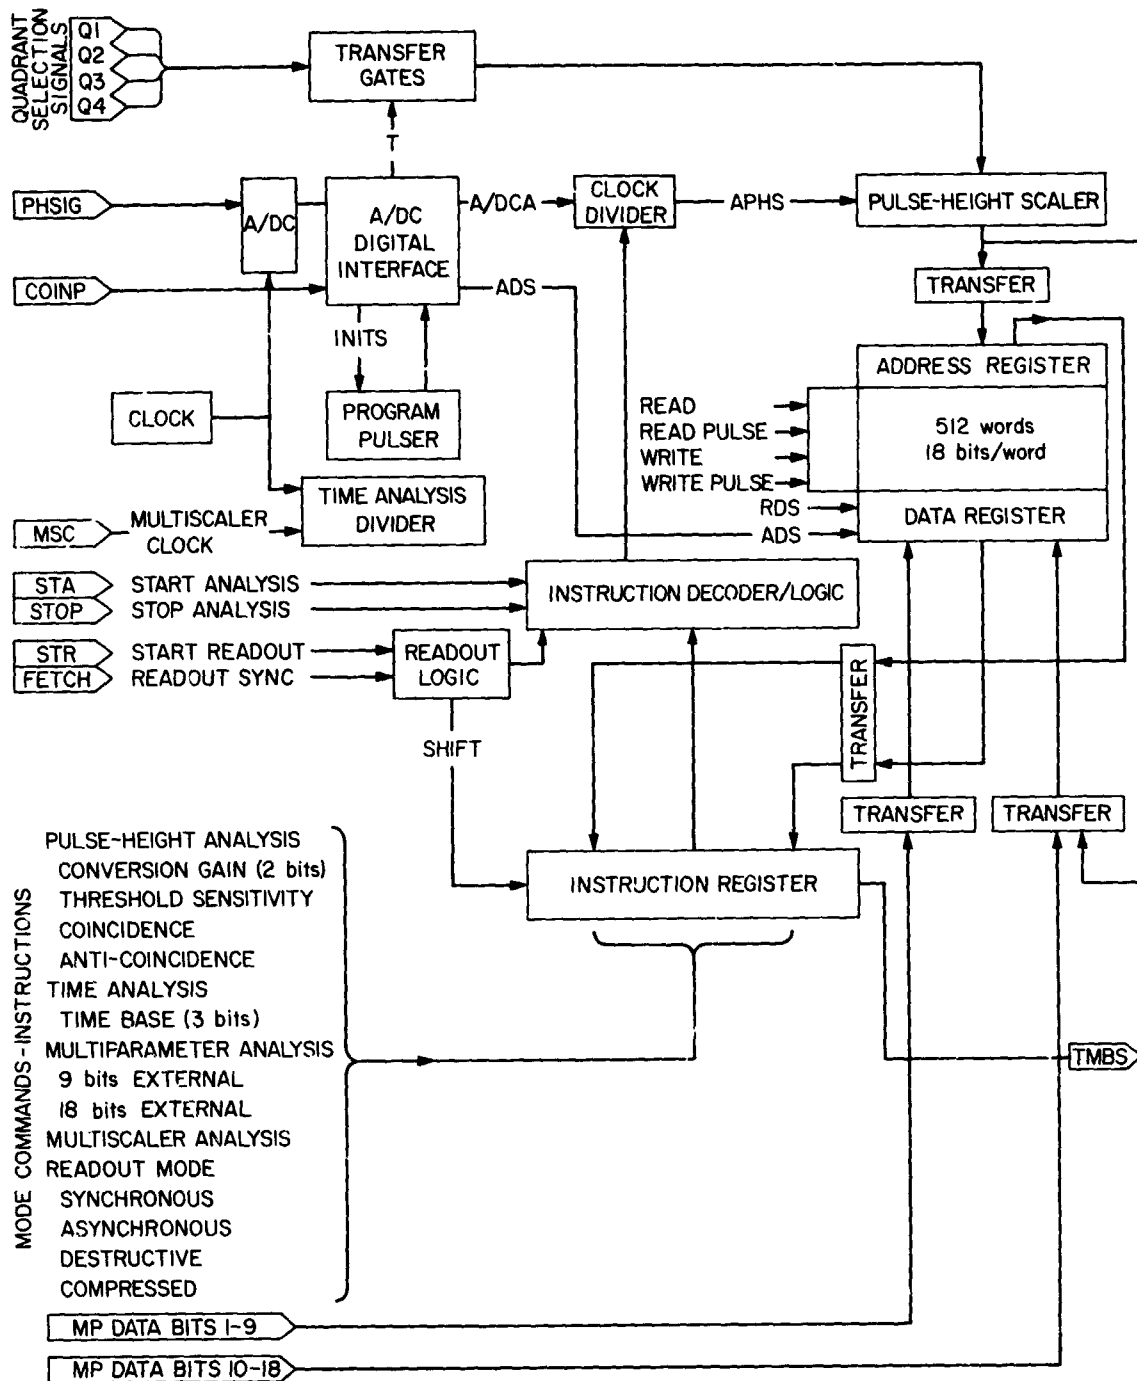 QUADRANT
SELECTION
SIGNALS
Q1
Q2
Q3
Q4
TRANSFER
GATES
T
PHSIG
A/DC
A/DC
DIGITAL
INTERFACE
A/DCA
CLOCK
DIVIDER
APHS
PULSE-HEIGHT SCALER
COINP
ADS
TRANSFER
INITS
ADDRESS REGISTER
CLOCK
PROGRAM
PULSER
READ
READ PULSE
WRITE
WRITE PULSE
512 words
18 bits/word
RDS
ADS
DATA REGISTER
TIME ANALYSIS
DIVIDER
MSC
MULTISCALER
CLOCK
STA
START ANALYSIS
STOP
STOP ANALYSIS
INSTRUCTION DECODER/LOGIC
STR
START READOUT
FETCH
READOUT SYNC
READOUT
LOGIC
TRANSFER
SHIFT
TRANSFER
TRANSFER
INSTRUCTION REGISTER
MODE COMMANDS-INSTRUCTIONS
PULSE-HEIGHT ANALYSIS
CONVERSION GAIN (2 bits)
THRESHOLD SENSITIVITY
COINCIDENCE
ANTI-COINCIDENCE
TIME ANALYSIS
TIME BASE (3 bits)
MULTIPARAMETER ANALYSIS
9 bits EXTERNAL
18 bits EXTERNAL
MULTISCALER ANALYSIS
READOUT MODE
SYNCHRONOUS
ASYNCHRONOUS
DESTRUCTIVE
COMPRESSED
TMBS
MP DATA BITS 1-9
MP DATA BITS 10-18